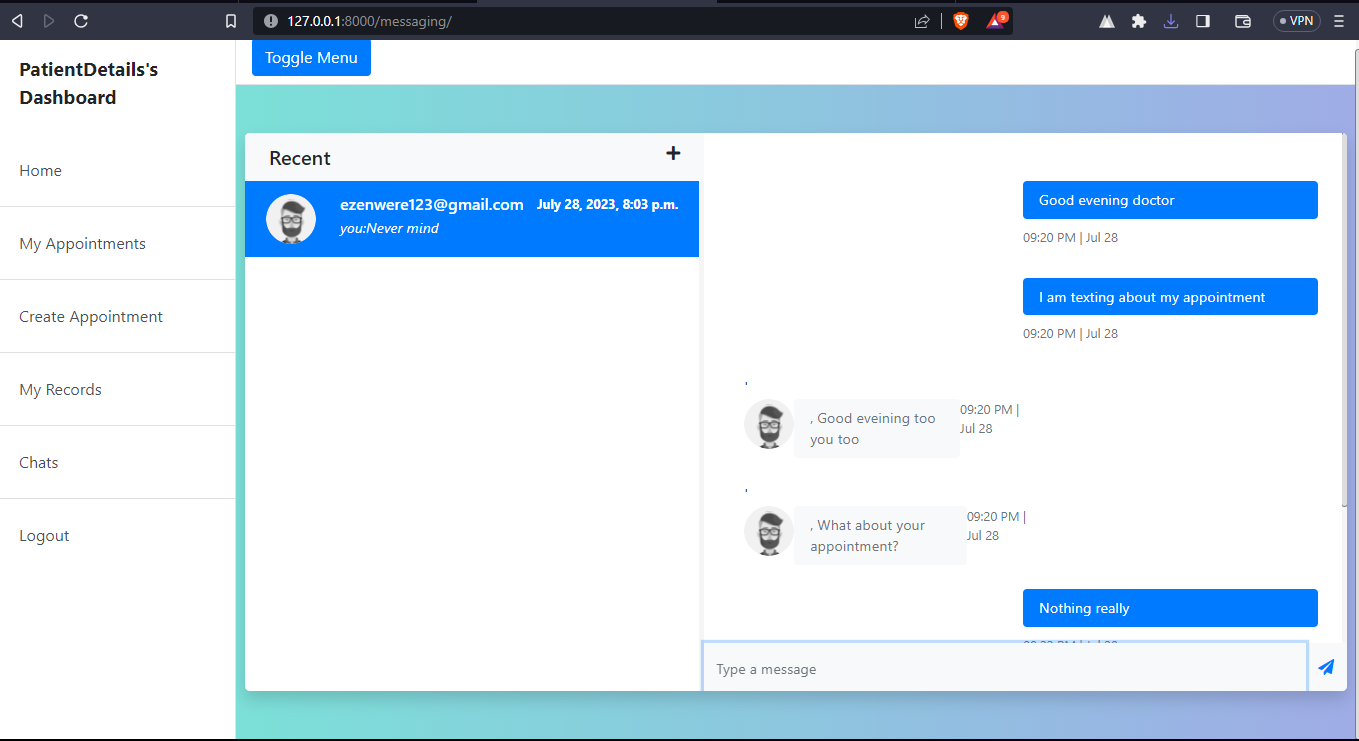 127.0.0.1:8000/messaging/
9
VPN
PatientDetails's
Dashboard
Home
My Appointments
Create Appointment
My Records
Chats
Logout
Toggle Menu
Recent
+
ezenwere123@gmail.com July 28, 2023, 8:03 p.m.
you:Never mind
Good evening doctor
09:20 PM | Jul 28
I am texting about my appointment
09:20 PM | Jul 28
'
, Good eveining too
you too
09:20 PM |
Jul 28
'
, What about your
appointment?
09:20 PM |
Jul 28
Nothing really
Type a message